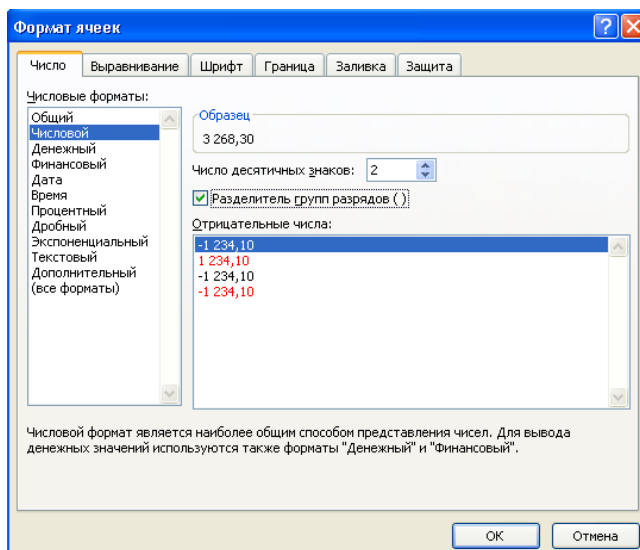 Формат ячеек
Число Выравнивание Шрифт Граница Заливка Защита
Числовые форматы:
Общий
Числовой
Денежный
Финансовый
Дата
Время
Процентный
Дробный
Экспоненциальный
Текстовый
Дополнительный
(все форматы)
Образец
3 268,30
Число десятичных знаков: 2
Разделитель групп разрядов ( )
Отрицательные числа:
-1 234,10
1 234,10
-1 234,10
-1 234,10
Числовой формат является наиболее общим способом представления чисел. Для вывода
денежных значений используются также форматы "Денежный" и "Финансовый".
ОК Отмена